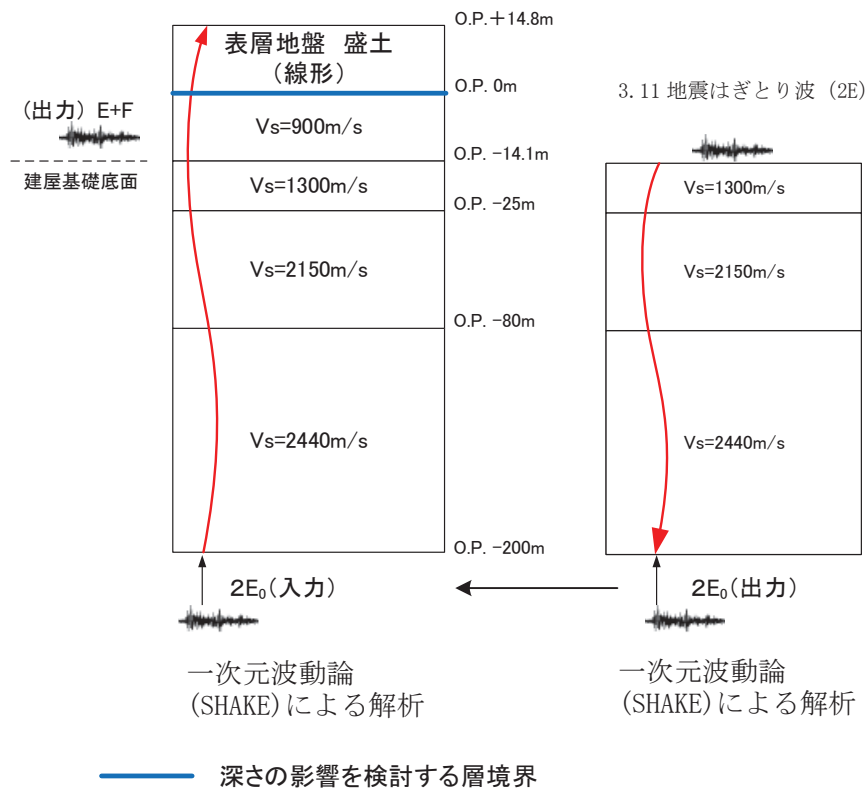 O.P.+14.8m
表層地盤 盛土
(線形)
O.P. 0m
(出力) E+F
Vs=900m/s
O.P. -14.1m
建屋基礎底面
Vs=1300m/s
O.P. -25m
Vs=2150m/s
O.P. -80m
Vs=2440m/s
O.P. -200m
2E₀(入力)
一次元波動論
(SHAKE)による解析
3.11 地震はぎとり波 (2E)
Vs=1300m/s
Vs=2150m/s
Vs=2440m/s
2E₀(出力)
一次元波動論
(SHAKE)による解析
深さの影響を検討する層境界